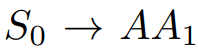 S₀ → AA₁